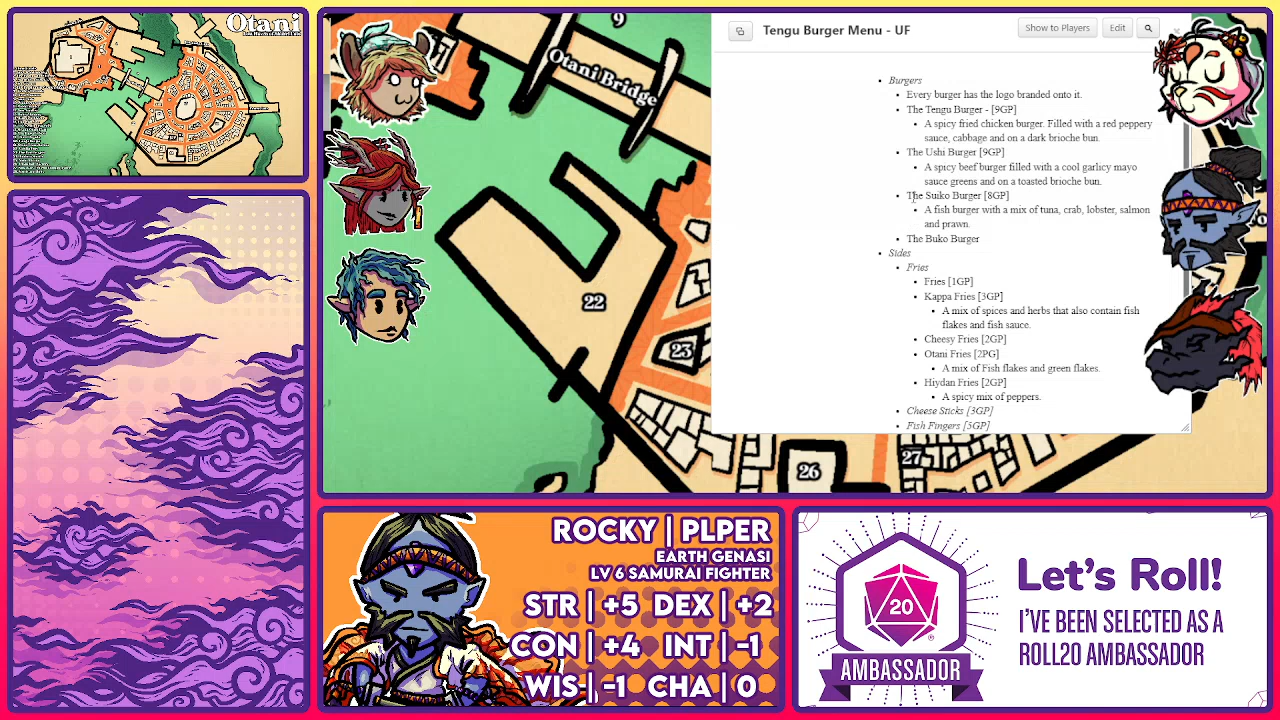 Otani
9
Otani Bridge
22
23
26
27
Tengu Burger Menu - UF
Show to Players
Edit
Burgers
Every burger has the logo branded onto it.
The Tengu Burger - [9GP]
A spicy fried chicken burger. Filled with a red peppery
sauce, cabbage and on a dark brioche bun.
The Ushi Burger [9GP]
A spicy beef burger filled with a cool garlicy mayo
sauce greens and on a toasted brioche bun.
The Suiko Burger [8GP]
A fish burger with a mix of tuna, crab, lobster, salmon
and prawn.
The Buko Burger
Sides
Fries
Fries [1GP]
Kappa Fries [3GP]
A mix of spices and herbs that also contain fish
flakes and fish sauce.
Cheesy Fries [2GP]
Otani Fries [2PG]
A mix of Fish flakes and green flakes.
Hiydan Fries [2GP]
A spicy mix of peppers.
Cheese Sticks [3GP]
Fish Fingers [5GP]
ROCKY | PLPER
EARTH GENASI
LV 6 SAMURAI FIGHTER
STR | +5 DEX | +2
CON | +4 INT | -1
WIS | -1 CHA | 0
20
®
AMBASSADOR
Let's Roll!
I'VE BEEN SELECTED AS A
ROLL20 AMBASSADOR